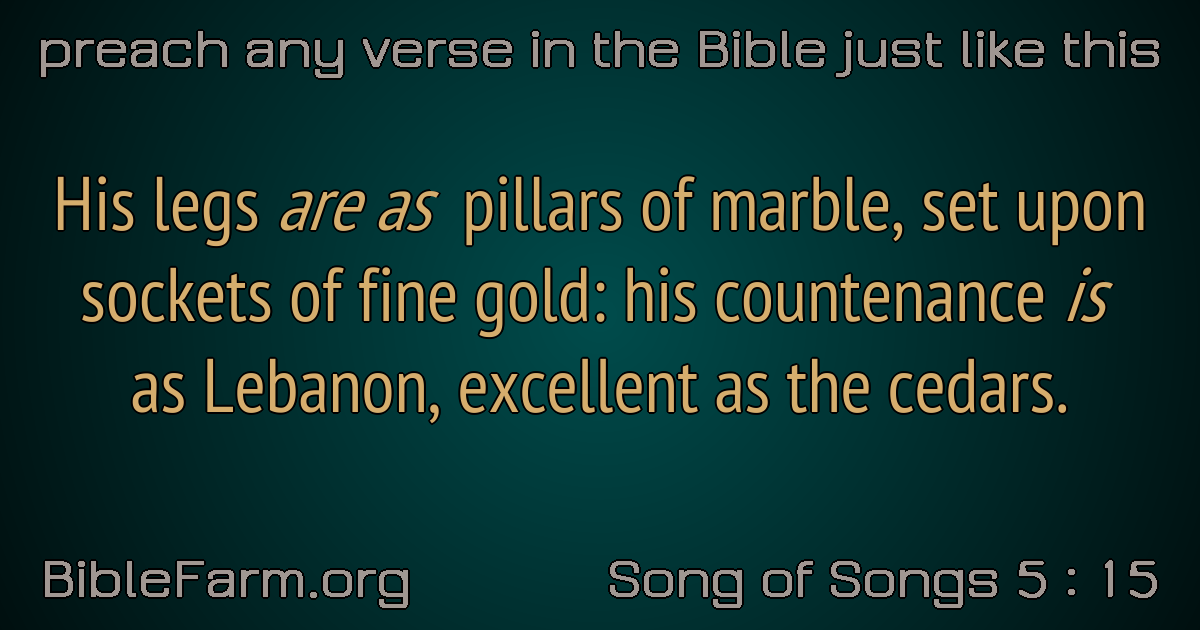 preach any verse in the Bible just like this
His legs are as pillars of marble, set upon
sockets of fine gold: his countenance is
as Lebanon, excellent as the cedars.
BibleFarm.org
Song of Songs 5 : 15